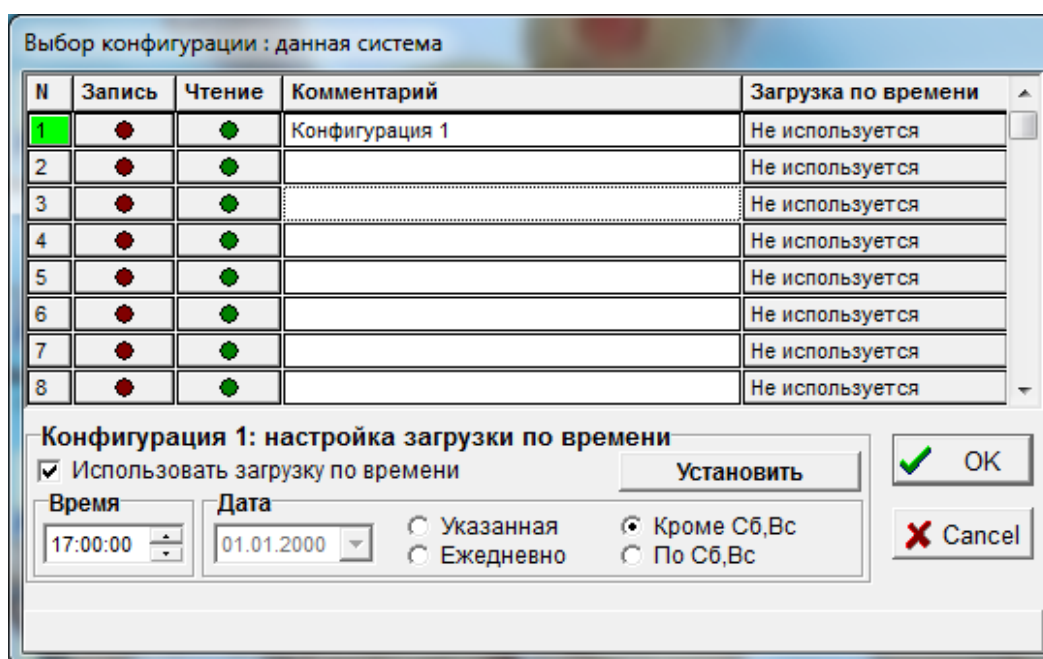 Выбор конфигурации : данная система
N Запись Чтение Комментарий Загрузка по времени
1 Конфигурация 1 Не используется
2 Не используется
3 Не используется
4 Не используется
5 Не используется
6 Не используется
7 Не используется
8 Не используется
Конфигурация 1: настройка загрузки по времени
Использовать загрузку по времени Установить OK
Время Дата
17:00:00 01.01.2000 Указанная Кроме Сб,Вс Cancel
Ежедневно По Сб,Вс